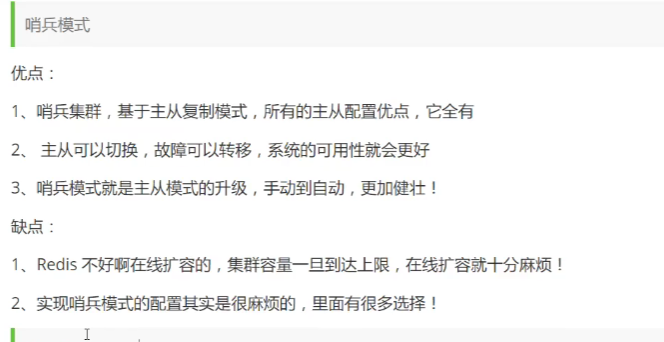 哨兵模式
优点：
1、哨兵集群，基于主从复制模式，所有的主从配置优点，它全有
2、 主从可以切换，故障可以转移，系统的可用性就会更好
3、哨兵模式就是主从模式的升级，手动到自动，更加健壮！
缺点：
1、Redis 不好啊在线扩容的，集群容量一旦到达上限，在线扩容就十分麻烦！
2、实现哨兵模式的配置其实是很麻烦的，里面有很多选择！